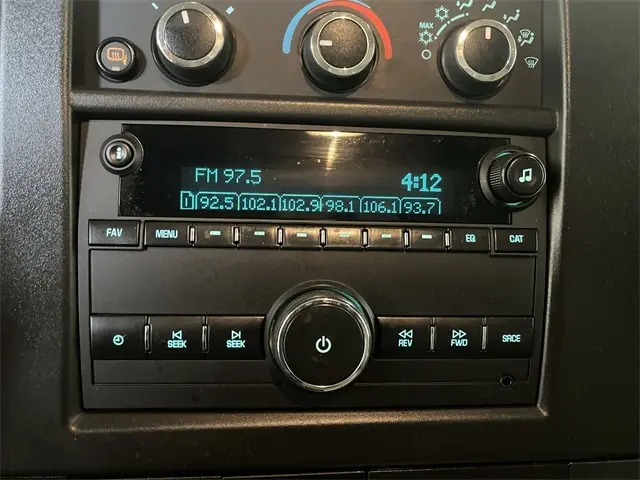 MAX
FM 97.5
4:12
1 92.5 102.1 102.9 98.1 106.1 93.7
FAV MENU EQ CAT
SEEK SEEK REV FWD SRCE